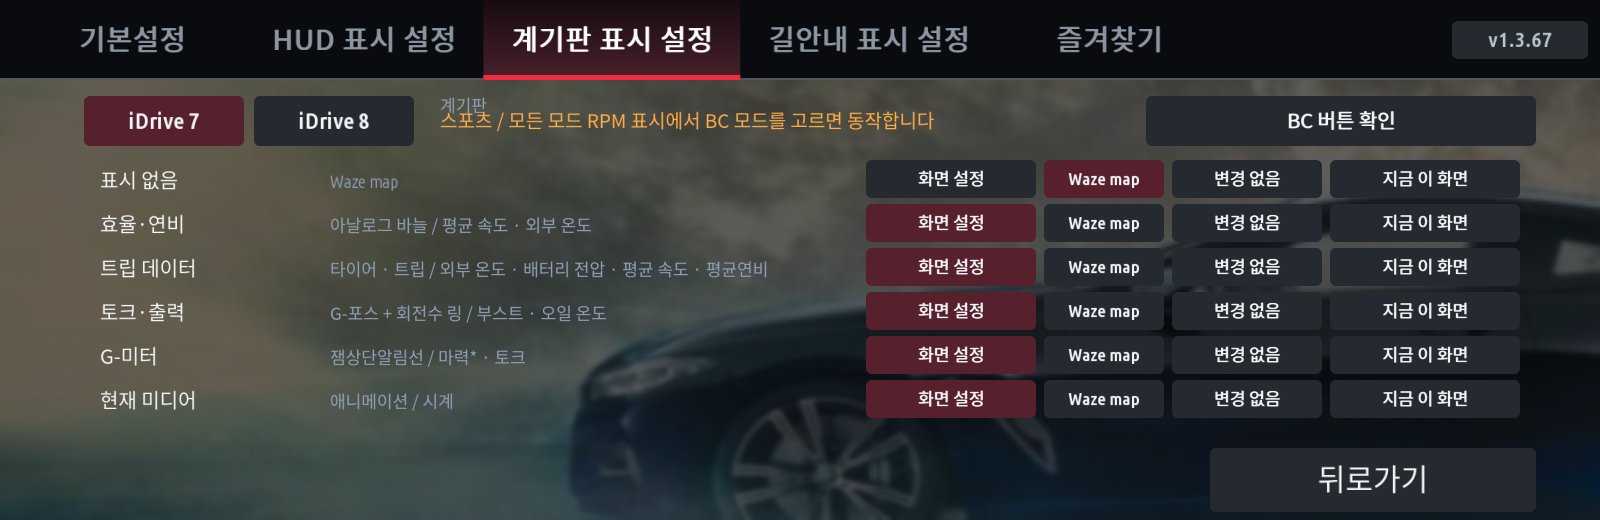 기본설정 HUD 표시 설정 계기판 표시 설정 길안내 표시 설정 즐겨찾기 v1.3.67
iDrive 7 iDrive 8 계기판
스포츠 / 모든 모드 RPM 표시에서 BC 모드를 고르면 동작합니다 BC 버튼 확인
표시 없음 Waze map 화면 설정 Waze map 변경 없음 지금 이 화면
효율·연비 아날로그 바늘 / 평균 속도 · 외부 온도 화면 설정 Waze map 변경 없음 지금 이 화면
트립 데이터 타이어 · 트립 / 외부 온도 · 배터리 전압 · 평균 속도 · 평균연비 화면 설정 Waze map 변경 없음 지금 이 화면
토크·출력 G-포스 + 회전수 링 / 부스트 · 오일 온도 화면 설정 Waze map 변경 없음 지금 이 화면
G-미터 잼상단알림선 / 마력* · 토크 화면 설정 Waze map 변경 없음 지금 이 화면
현재 미디어 애니메이션 / 시계 화면 설정 Waze map 변경 없음 지금 이 화면
뒤로가기